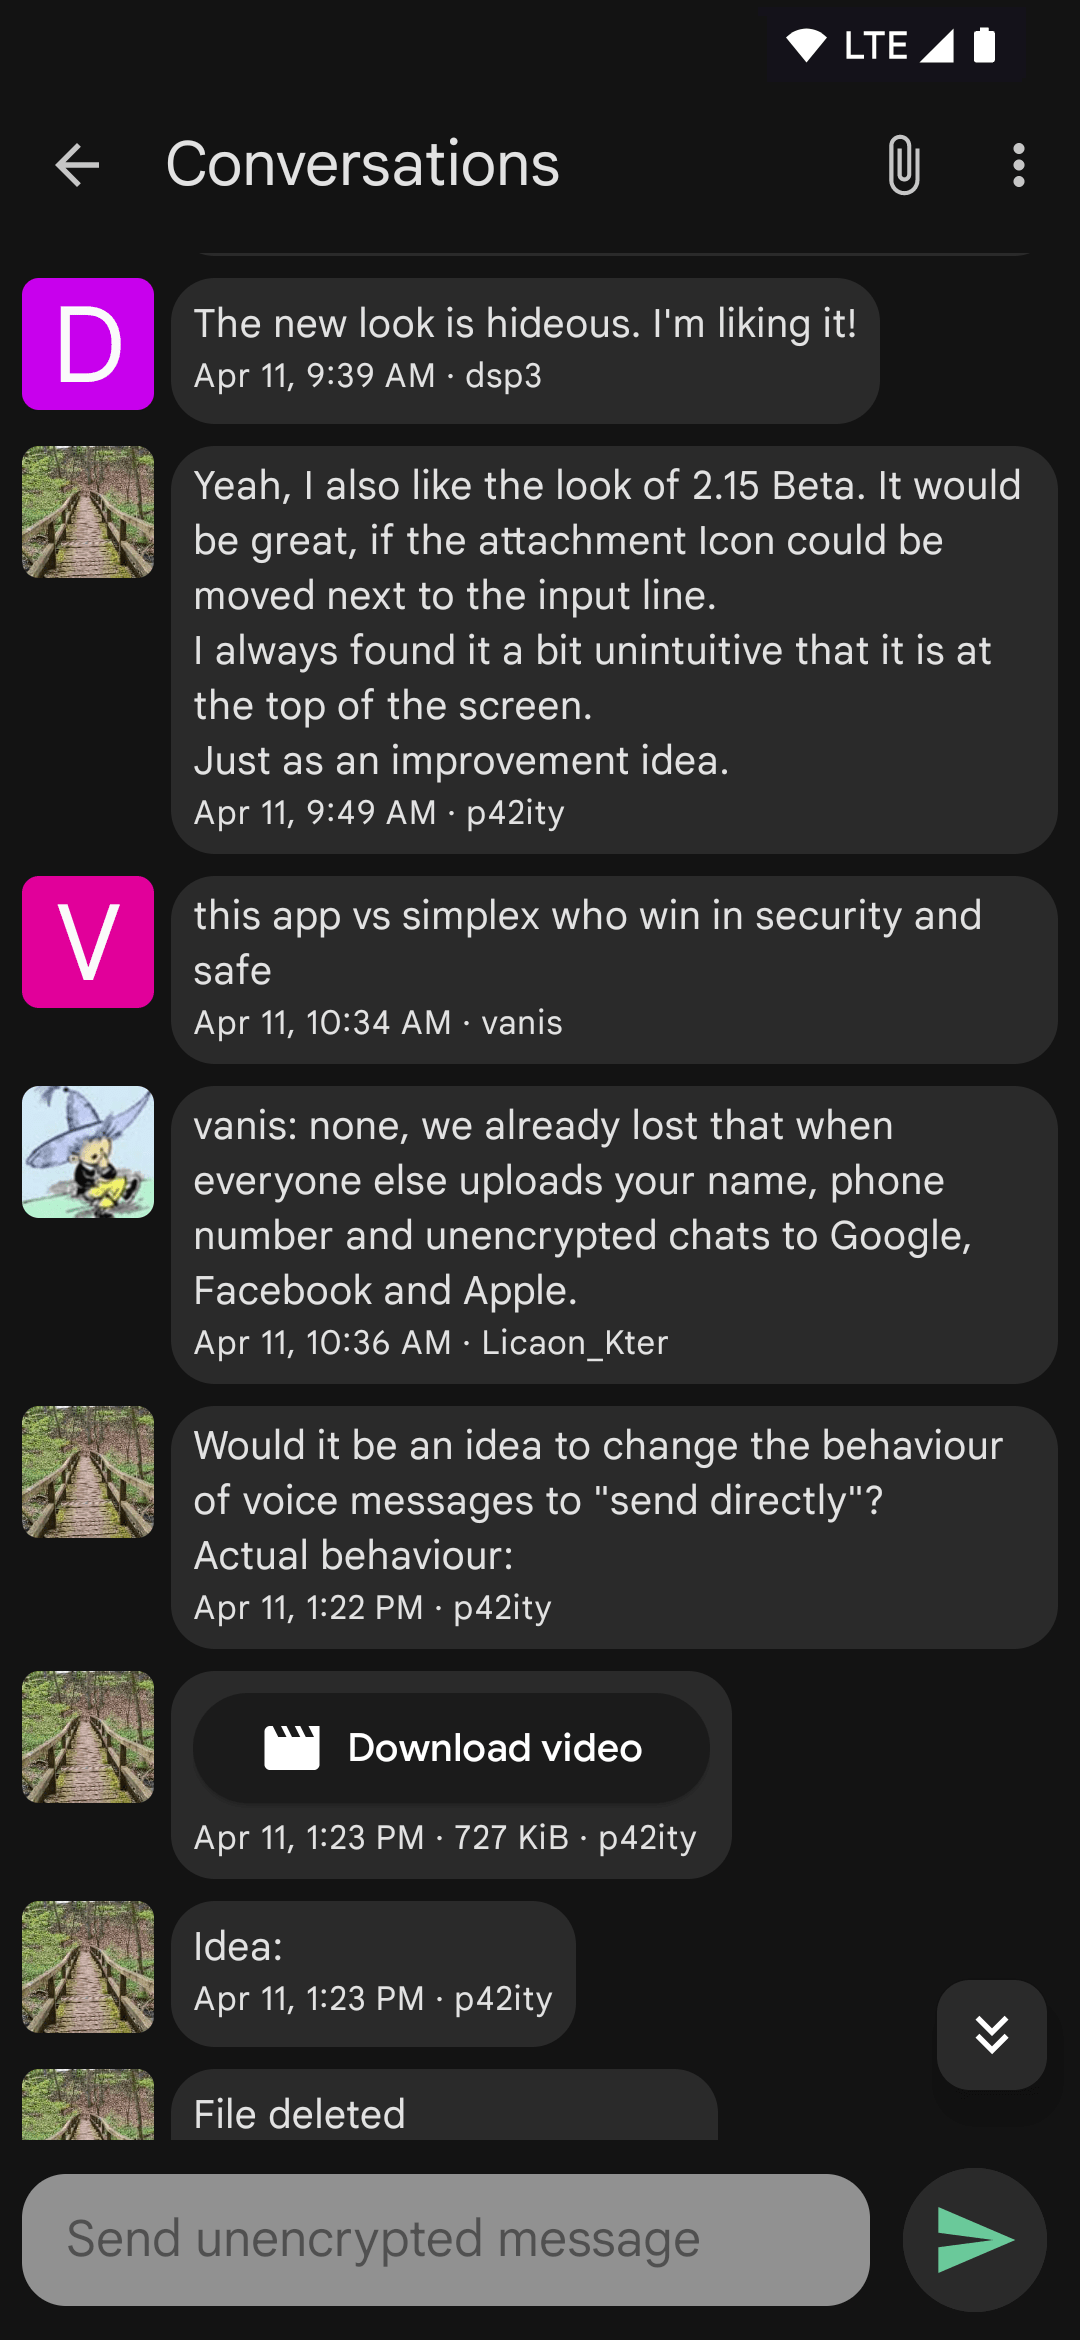 LTE
Conversations
D
The new look is hideous. I'm liking it!
Apr 11, 9:39 AM · dsp3
Yeah, I also like the look of 2.15 Beta. It would
be great, if the attachment Icon could be
moved next to the input line.
I always found it a bit unintuitive that it is at
the top of the screen.
Just as an improvement idea.
Apr 11, 9:49 AM · p42ity
V
this app vs simplex who win in security and
safe
Apr 11, 10:34 AM · vanis
vanis: none, we already lost that when
everyone else uploads your name, phone
number and unencrypted chats to Google,
Facebook and Apple.
Apr 11, 10:36 AM · Licaon_Kter
Would it be an idea to change the behaviour
of voice messages to "send directly"?
Actual behaviour:
Apr 11, 1:22 PM · p42ity
Download video
Apr 11, 1:23 PM · 727 KiB · p42ity
Idea:
Apr 11, 1:23 PM · p42ity
File deleted
Send unencrypted message